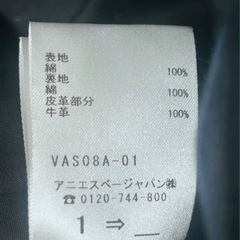 表地
綿 100%
裏地
綿 100%
皮革部分
牛革 100%
VAS08A-01
アニエスベージャパン㈱
☎0120-744-800
1 ⇒ __